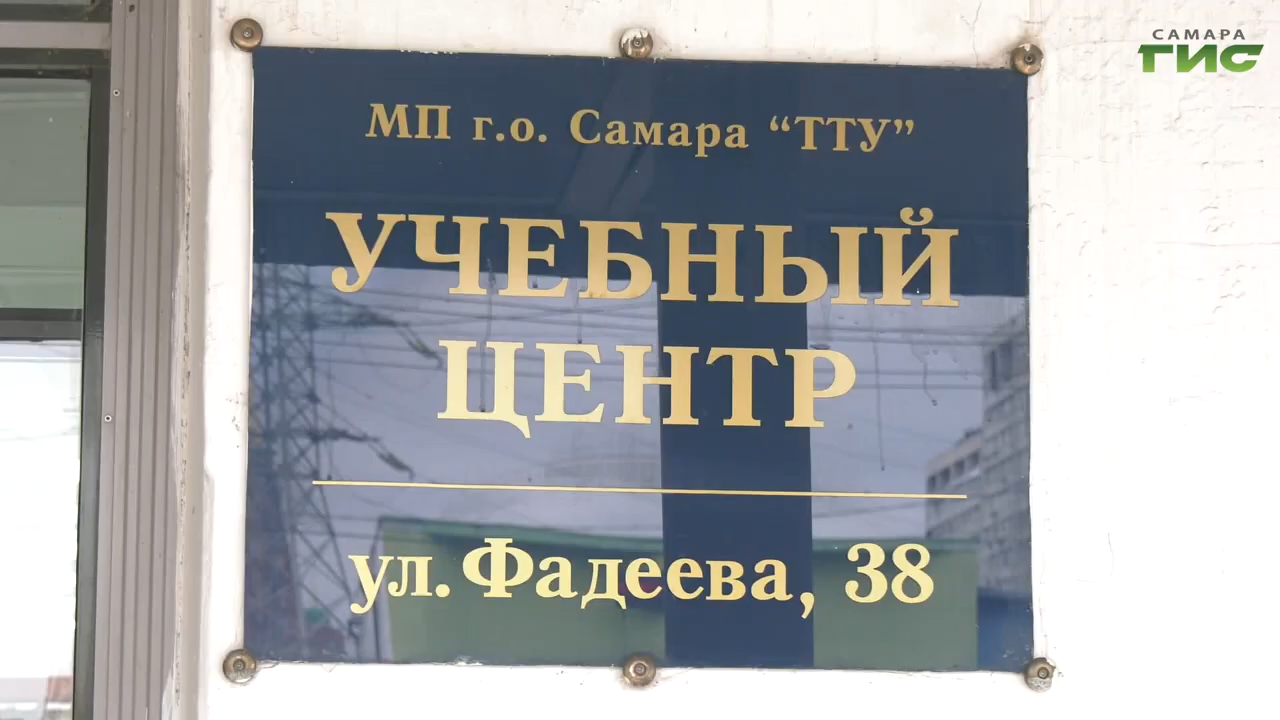 САМАРА
ГИС
МП г.о. Самара “ТТУ”
УЧЕБНЫЙ
ЦЕНТР
ул. Фадеева, 38